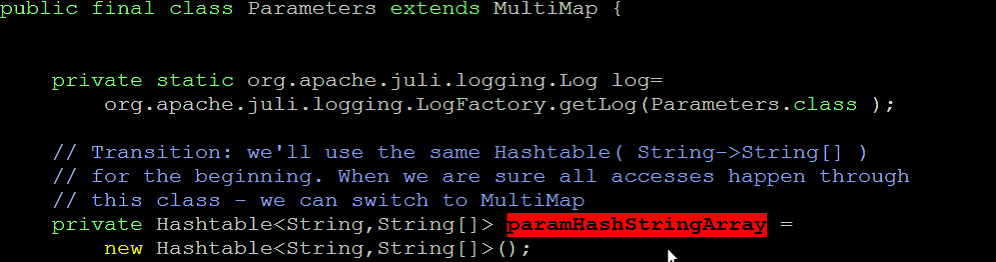 public final class Parameters extends MultiMap {
private static org.apache.juli.logging.Log log=
org.apache.juli.logging.LogFactory.getLog(Parameters.class );
// Transition: we'll use the same Hashtable( String->String[] )
// for the beginning. When we are sure all accesses happen through
// this class - we can switch to MultiMap
private Hashtable<String,String[]> paramHashStringArray =
new Hashtable<String,String[]>();